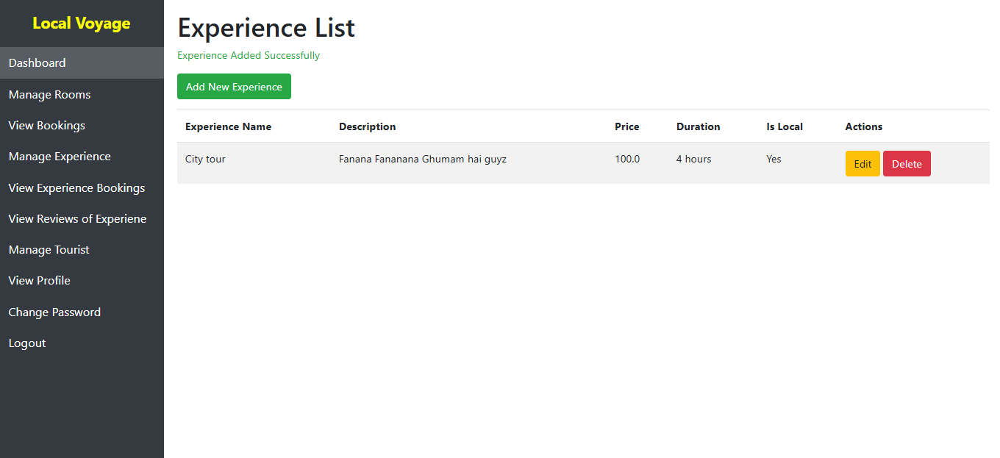 Local Voyage
Dashboard
Manage Rooms
View Bookings
Manage Experience
View Experience Bookings
View Reviews of Experiene
Manage Tourist
View Profile
Change Password
Logout
Experience List
Experience Added Successfully
Add New Experience
Experience Name Description Price Duration Is Local Actions
City tour Fanana Fananana Ghumam hai guyz 100.0 4 hours Yes Edit Delete